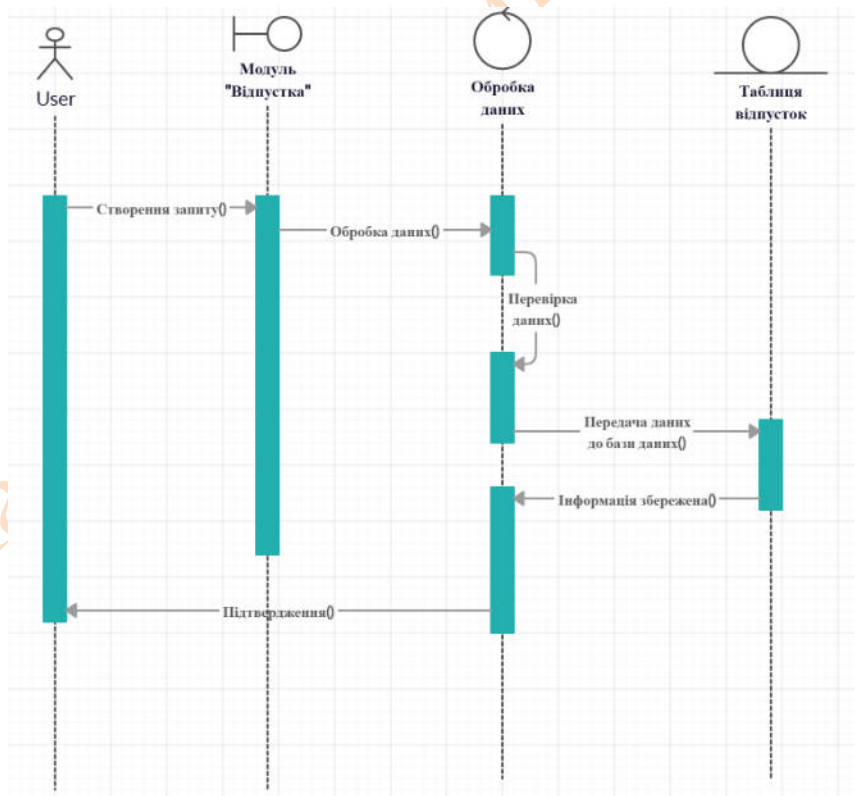 User
Модуль
"Відпустка"
Обробка
даних
Таблиця
відпусток
Створення запиту()
Обробка даних()
Перевірка
даних()
Передача даних
до бази даних()
Інформація збережена()
Підтвердження()